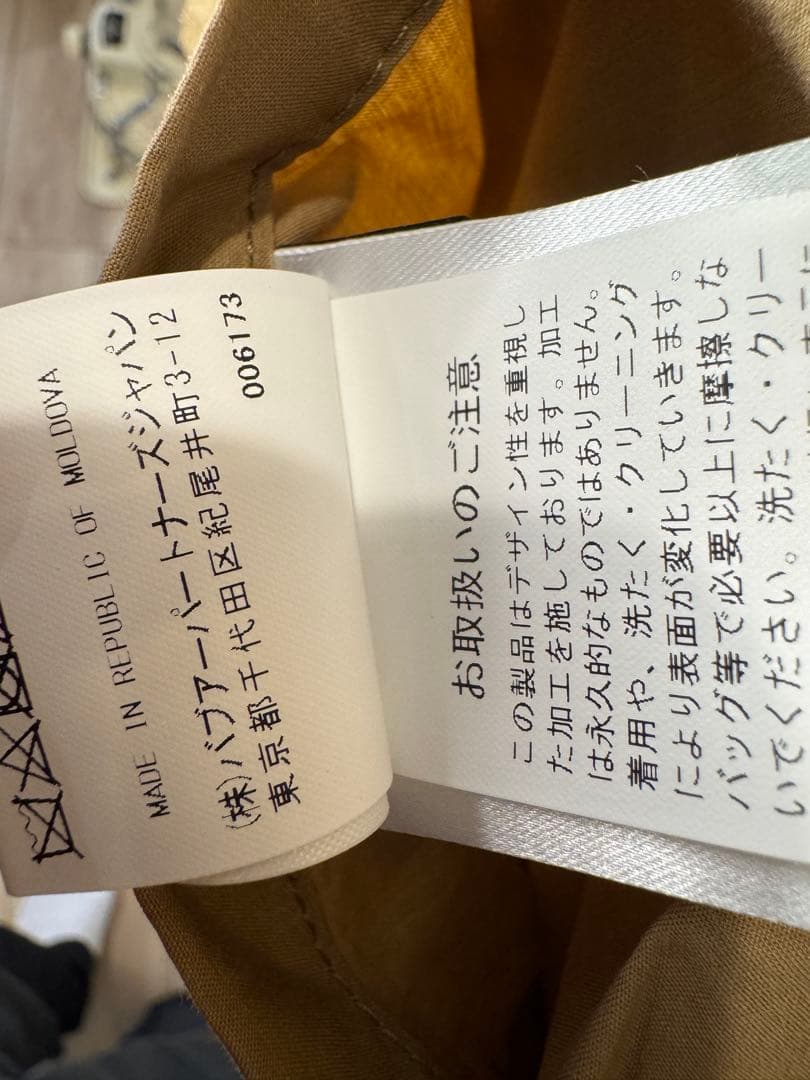 MADE IN REPUBLIC OF MOLDOVA
(株)バブアーパートナーズジャパン
東京都千代田区紀尾井町3-12
006173
お取扱いのご注意
この製品はデザイン性を重視し
た加工を施しております。加工
は永久的なものではありません。
着用や、洗たく・クリーニング
により表面が変化していきます。
バッグ等で必要以上に摩擦しな
いでください。洗たく・クリー